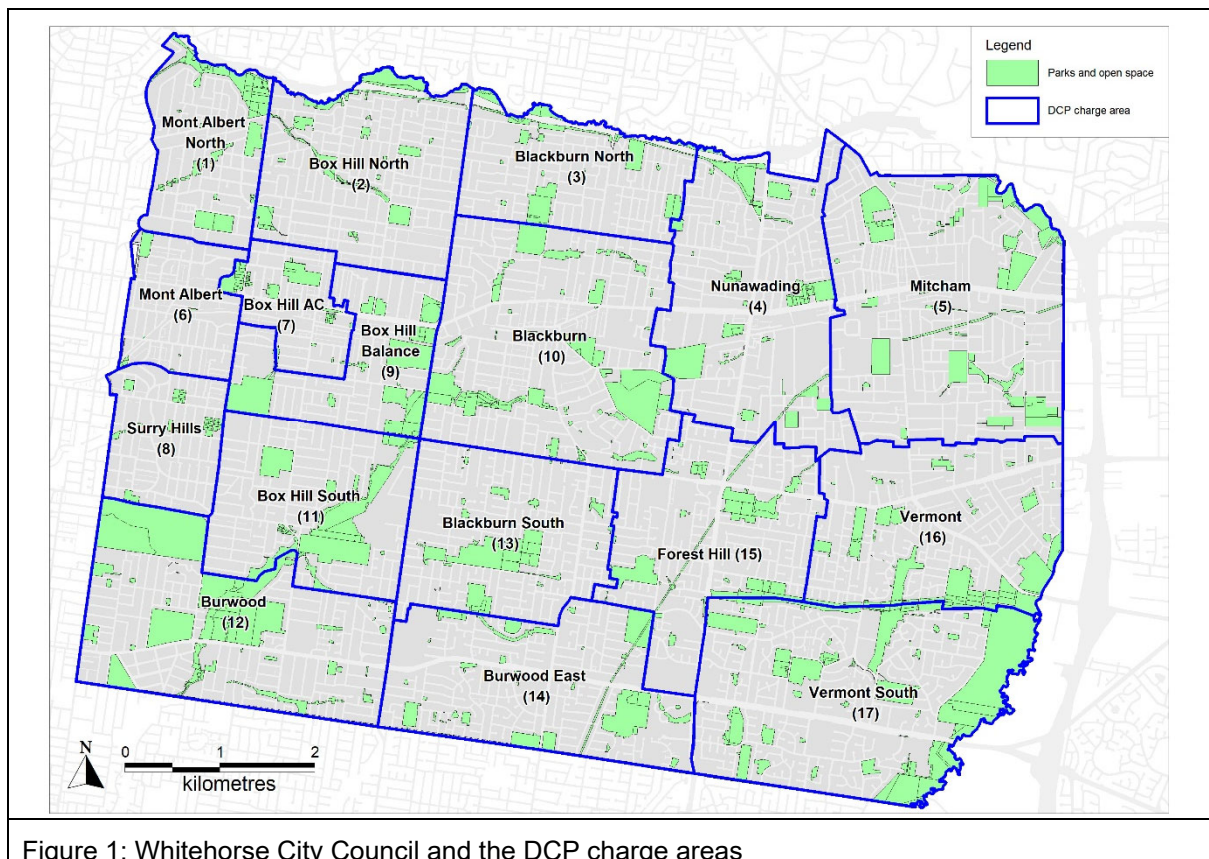 Legend
Parks and open space
DCP charge area
Mont Albert
North
(1)
Box Hill North
(2)
Blackburn North
(3)
Nunawading
(4)
Mitcham
(5)
Mont Albert
(6)
Box Hill AC
(7)
Box Hill
Balance
(9)
Blackburn
(10)
Surry Hills
(8)
Box Hill South
(11)
Blackburn South
(13)
Forest Hill (15)
Vermont
(16)
Burwood
(12)
Burwood East
(14)
Vermont South
(17)
N
0 1 2
kilometres
Figure 1: Whitehorse City Council and the DCP charge areas